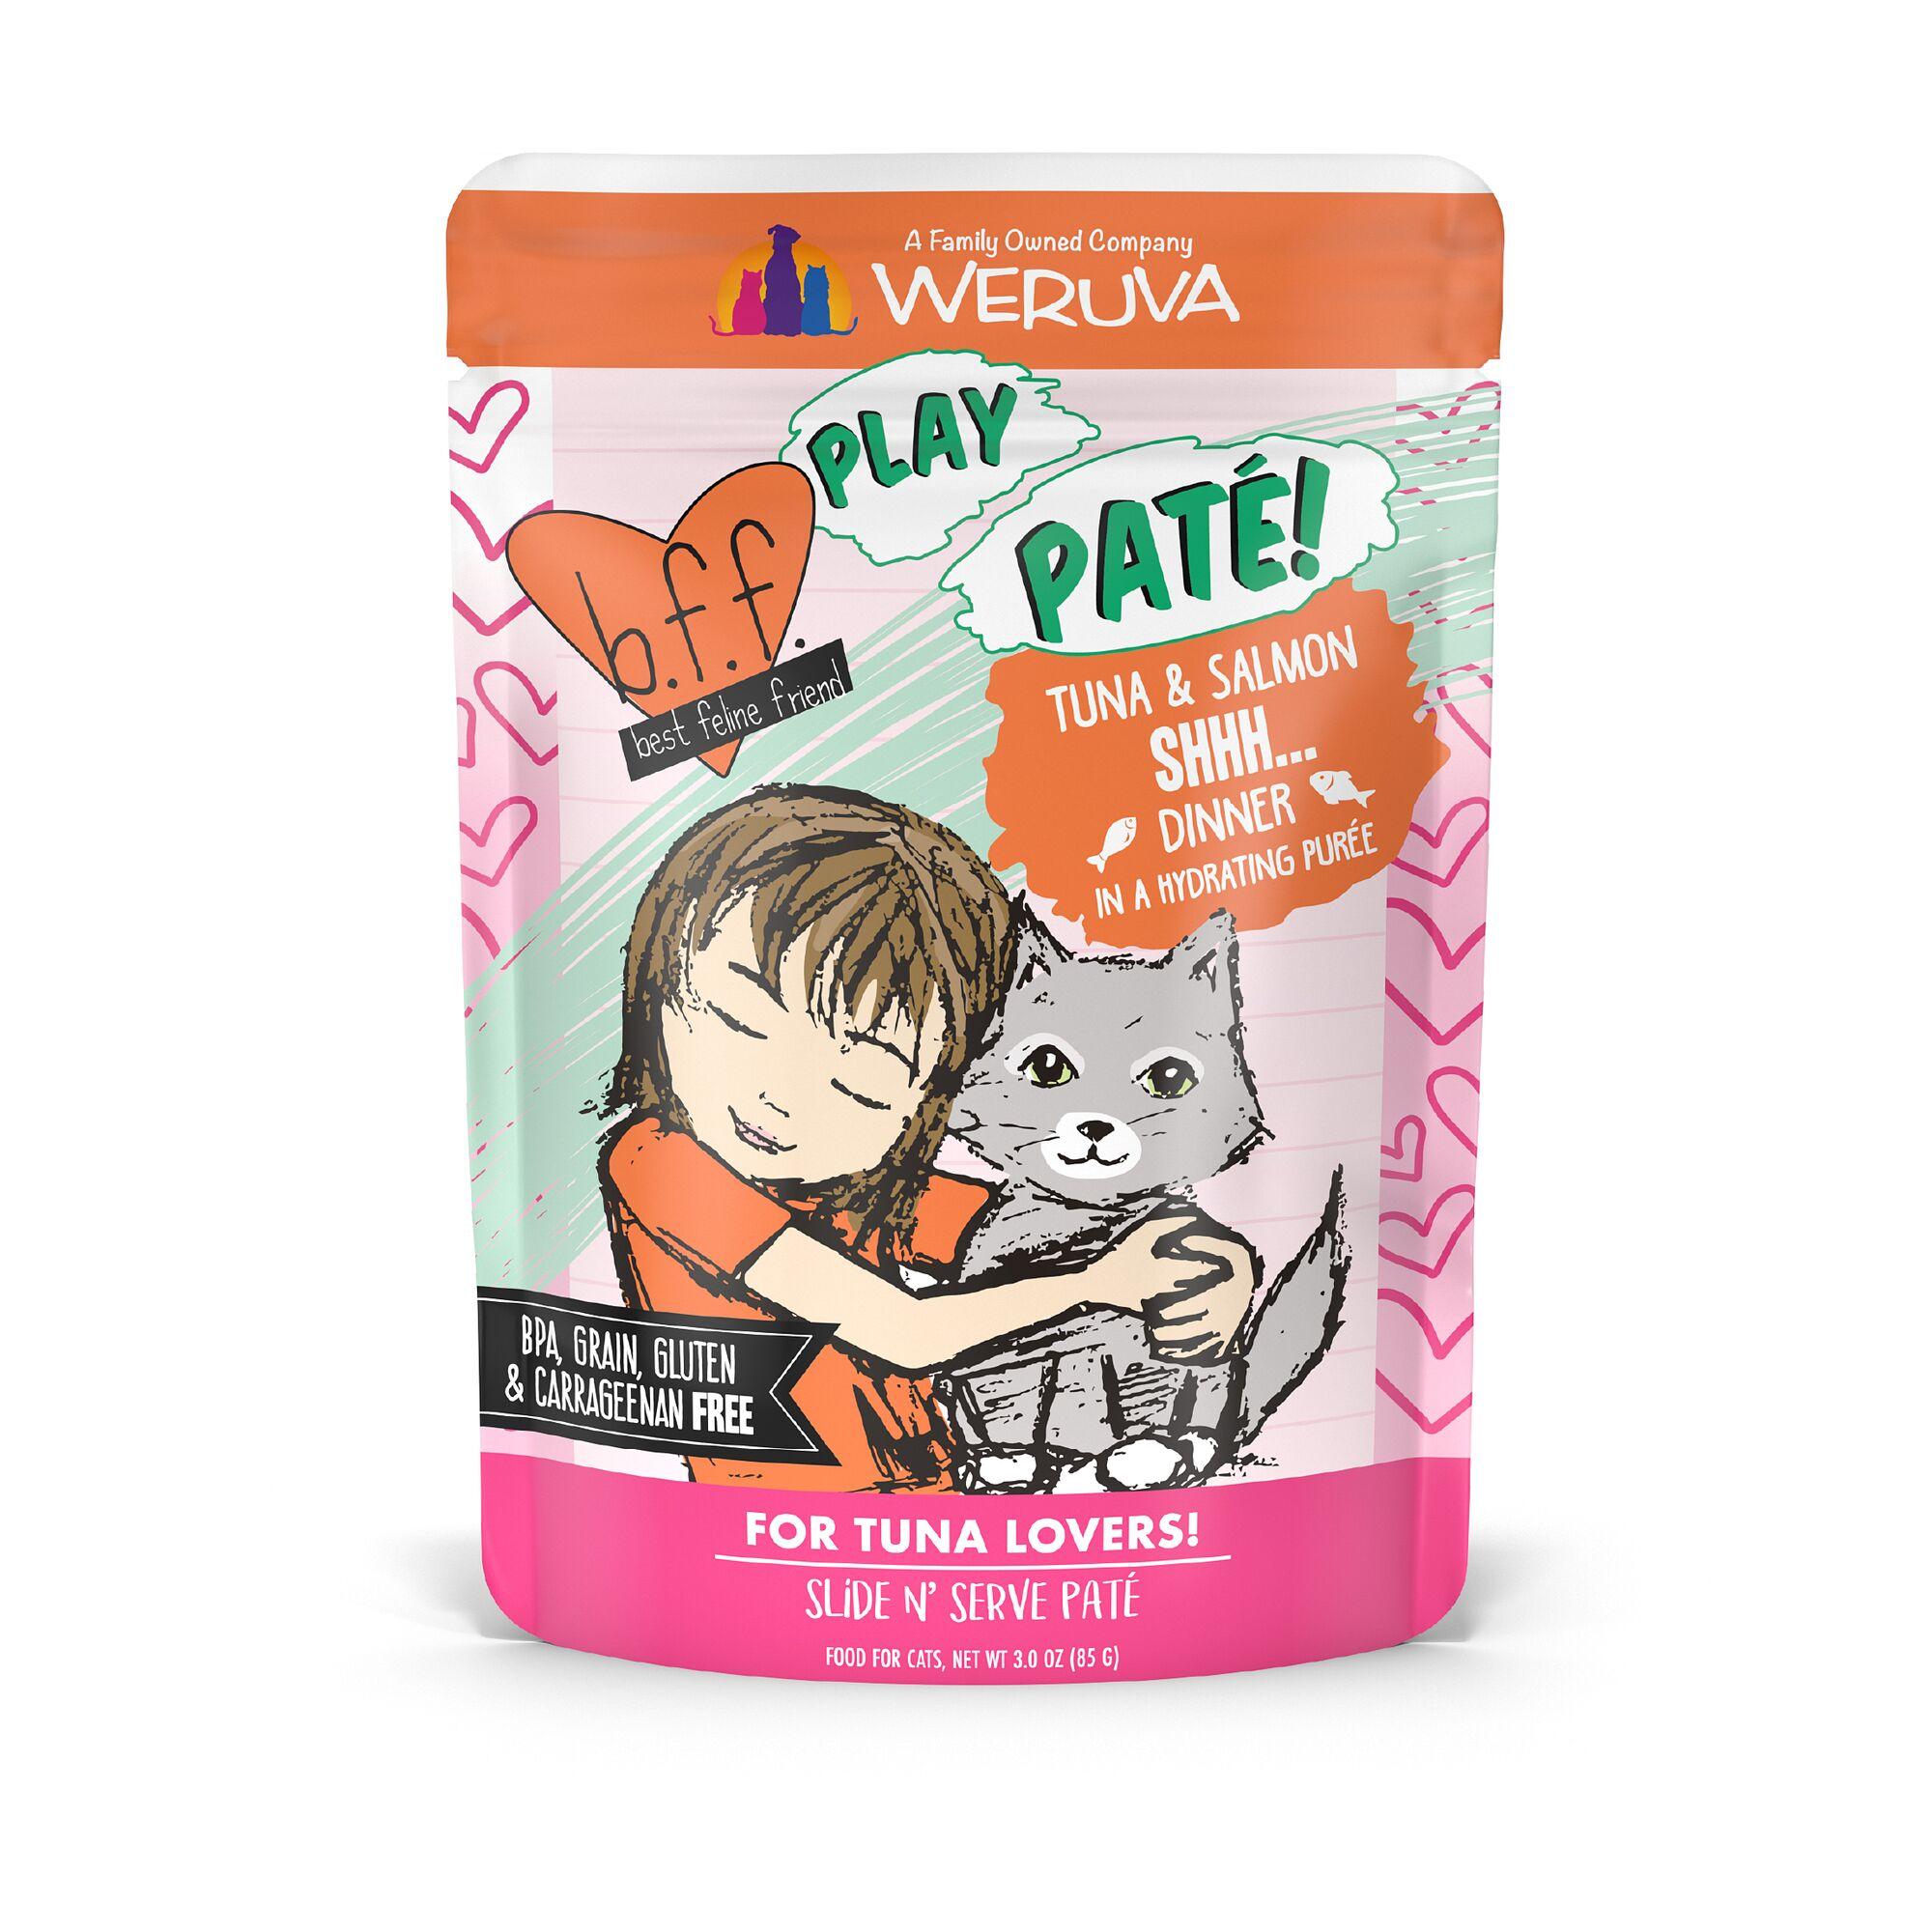 A Family Owned Company
WERUVA
PLAY
PATÉ!
b.f.f.
best feline friend
TUNA & SALMON
SHHH...
DINNER
IN A HYDRATING PURÉE
BPA, GRAIN, GLUTEN
& CARRAGEENAN FREE
FOR TUNA LOVERS!
SLiDE N' SERVE PATÉ
FOOD FOR CATS, NET WT 3.0 OZ (85 G)